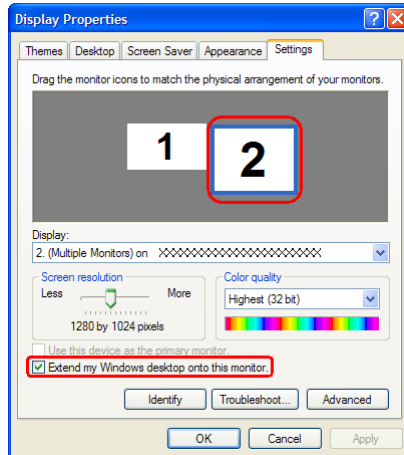 Display Properties
Themes Desktop Screen Saver Appearance Settings
Drag the monitor icons to match the physical arrangement of your monitors.
1 2
Display:
2. (Multiple Monitors) on XXXXXXXXXXXXXXXXXXXXXXXX
Screen resolution Color quality
Less More Highest (32 bit)
1280 by 1024 pixels
Use this device as the primary monitor.
Extend my Windows desktop onto this monitor.
Identify Troubleshoot... Advanced
OK Cancel Apply